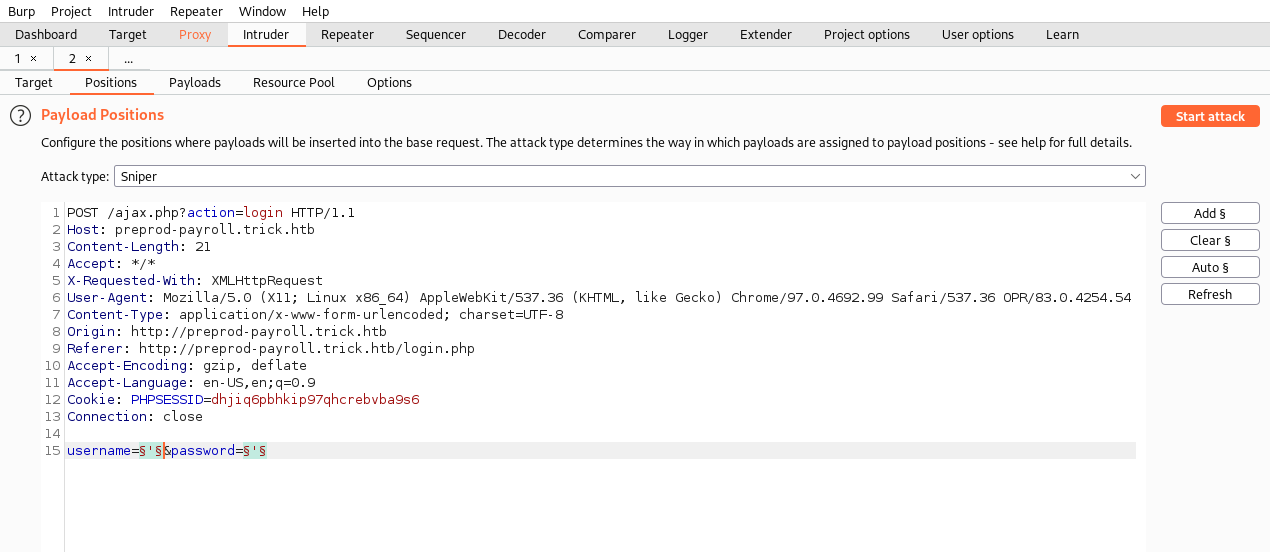 Burp Project Intruder Repeater Window Help
Dashboard Target Proxy Intruder Repeater Sequencer Decoder Comparer Logger Extender Project options User options Learn
1 × 2 × ...
Target Positions Payloads Resource Pool Options
? Payload Positions Start attack
Configure the positions where payloads will be inserted into the base request. The attack type determines the way in which payloads are assigned to payload positions - see help for full details.
Attack type: Sniper
1 POST /ajax.php?action=login HTTP/1.1 Add §
2 Host: preprod-payroll.trick.htb
3 Content-Length: 21 Clear §
4 Accept: */*
5 X-Requested-With: XMLHttpRequest Auto §
6 User-Agent: Mozilla/5.0 (X11; Linux x86_64) AppleWebKit/537.36 (KHTML, like Gecko) Chrome/97.0.4692.99 Safari/537.36 OPR/83.0.4254.54 Refresh
7 Content-Type: application/x-www-form-urlencoded; charset=UTF-8
8 Origin: http://preprod-payroll.trick.htb
9 Referer: http://preprod-payroll.trick.htb/login.php
10 Accept-Encoding: gzip, deflate
11 Accept-Language: en-US,en;q=0.9
12 Cookie: PHPSESSID=dhjiq6pbhkip97qhcrebvba9s6
13 Connection: close
14
15 username=§'§&password=§'§